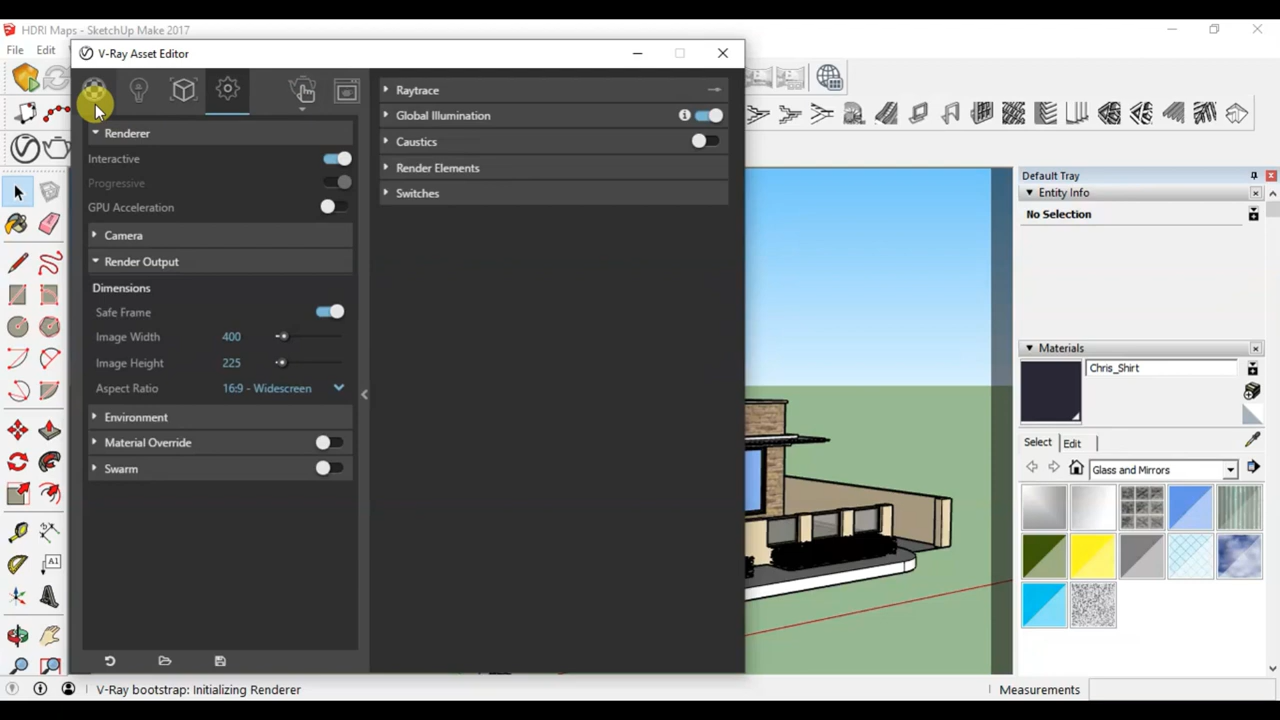 HDRI Maps - SketchUp Make 2017
File Edit
V-Ray Asset Editor
Renderer
Interactive
Progressive
GPU Acceleration
Camera
Render Output
Dimensions
Safe Frame
Image Width 400
Image Height 225
Aspect Ratio 16:9 - Widescreen
Environment
Material Override
Swarm
Raytrace
Global Illumination
Caustics
Render Elements
Switches
Default Tray
Entity Info
No Selection
Materials
Chris_Shirt
Select Edit
Glass and Mirrors
A1
V-Ray bootstrap: Initializing Renderer
Measurements